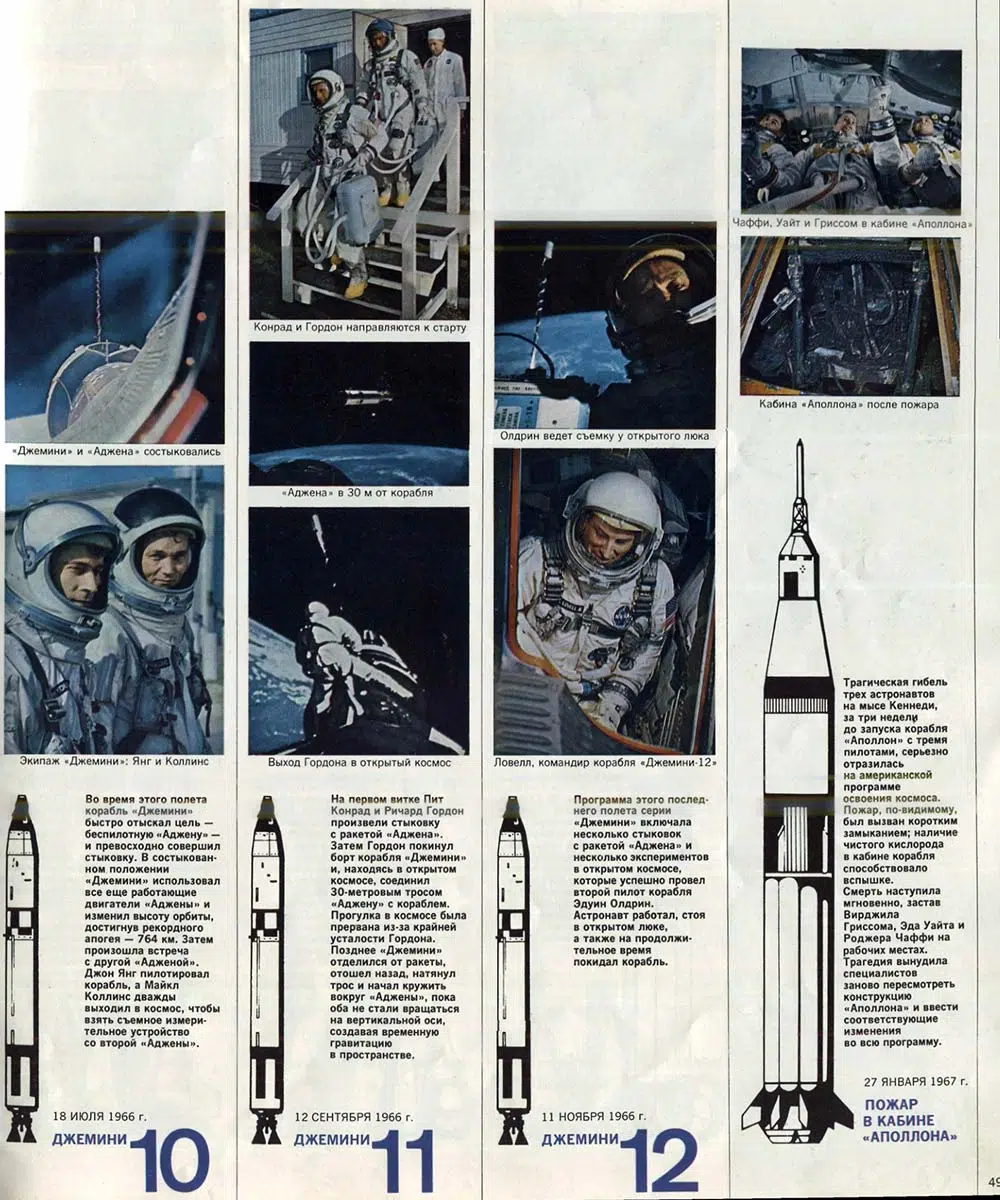 «Джемини» и «Аджена» состыковались
Экипаж «Джемини»: Янг и Коллинс
Во время этого полета
корабль «Джемини»
быстро отыскал цель —
беспилотную «Аджену» —
и превосходно совершил
стыковку. В состыкован-
ном положении
«Джемини» использовал
все еще работающие
двигатели «Аджены» и
изменил высоту орбиты,
достигнув рекордного
апогея — 764 км. Затем
произошла встреча
с другой «Адженой».
Джон Янг пилотировал
корабль, а Майкл
Коллинс дважды
выходил в космос, чтобы
взять съемное измери-
тельное устройство
со второй «Аджены».
18 ИЮЛЯ 1966 г.
ДЖЕМИНИ 10
Конрад и Гордон направляются к старту
«Аджена» в 30 м от корабля
Выход Гордона в открытый космос
На первом витке Пит
Конрад и Ричард Гордон
произвели стыковку
с ракетой «Аджена».
Затем Гордон покинул
борт корабля «Джемини»
и, находясь в открытом
космосе, соединил
30-метровым тросом
«Аджену» с кораблем.
Прогулка в космосе была
прервана из-за крайней
усталости Гордона.
Позднее «Джемини»
отделился от ракеты,
отошел назад, натянул
трос и начал кружить
вокруг «Аджены», пока
оба не стали вращаться
на вертикальной оси,
создавая временную
гравитацию
в пространстве.
12 СЕНТЯБРЯ 1966 г.
ДЖЕМИНИ 11
Олдрин ведет съемку у открытого люка
Ловелл, командир корабля «Джемини-12»
Программа этого послед-
него полета серии
«Джемини» включала
несколько стыковок
с ракетой «Аджена» и
несколько экспериментов
в открытом космосе,
которые успешно провел
второй пилот корабля
Эдуин Олдрин.
Астронавт работал, стоя
в открытом люке,
а также на продолжи-
тельное время
покидал корабль.
11 НОЯБРЯ 1966 г.
ДЖЕМИНИ 12
Чаффи, Уайт и Гриссом в кабине «Аполлона»
Кабина «Аполлона» после пожара
Трагическая гибель
трех астронавтов
на мысе Кеннеди,
за три недели
до запуска корабля
«Аполлон» с тремя
пилотами, серьезно
отразилась
на американской
программе
освоения космоса.
Пожар, по-видимому,
был вызван коротким
замыканием; наличие
чистого кислорода
в кабине корабля
способствовало
вспышке.
Смерть наступила
мгновенно, застав
Вирджила
Гриссома, Эда Уайта и
Роджера Чаффи на
рабочих местах.
Трагедия вынудила
специалистов
заново пересмотреть
конструкцию
«Аполлона» и ввести
соответствующие
изменения
во всю программу.
27 ЯНВАРЯ 1967 г.
ПОЖАР
В КАБИНЕ
«АПОЛЛОНА»
49